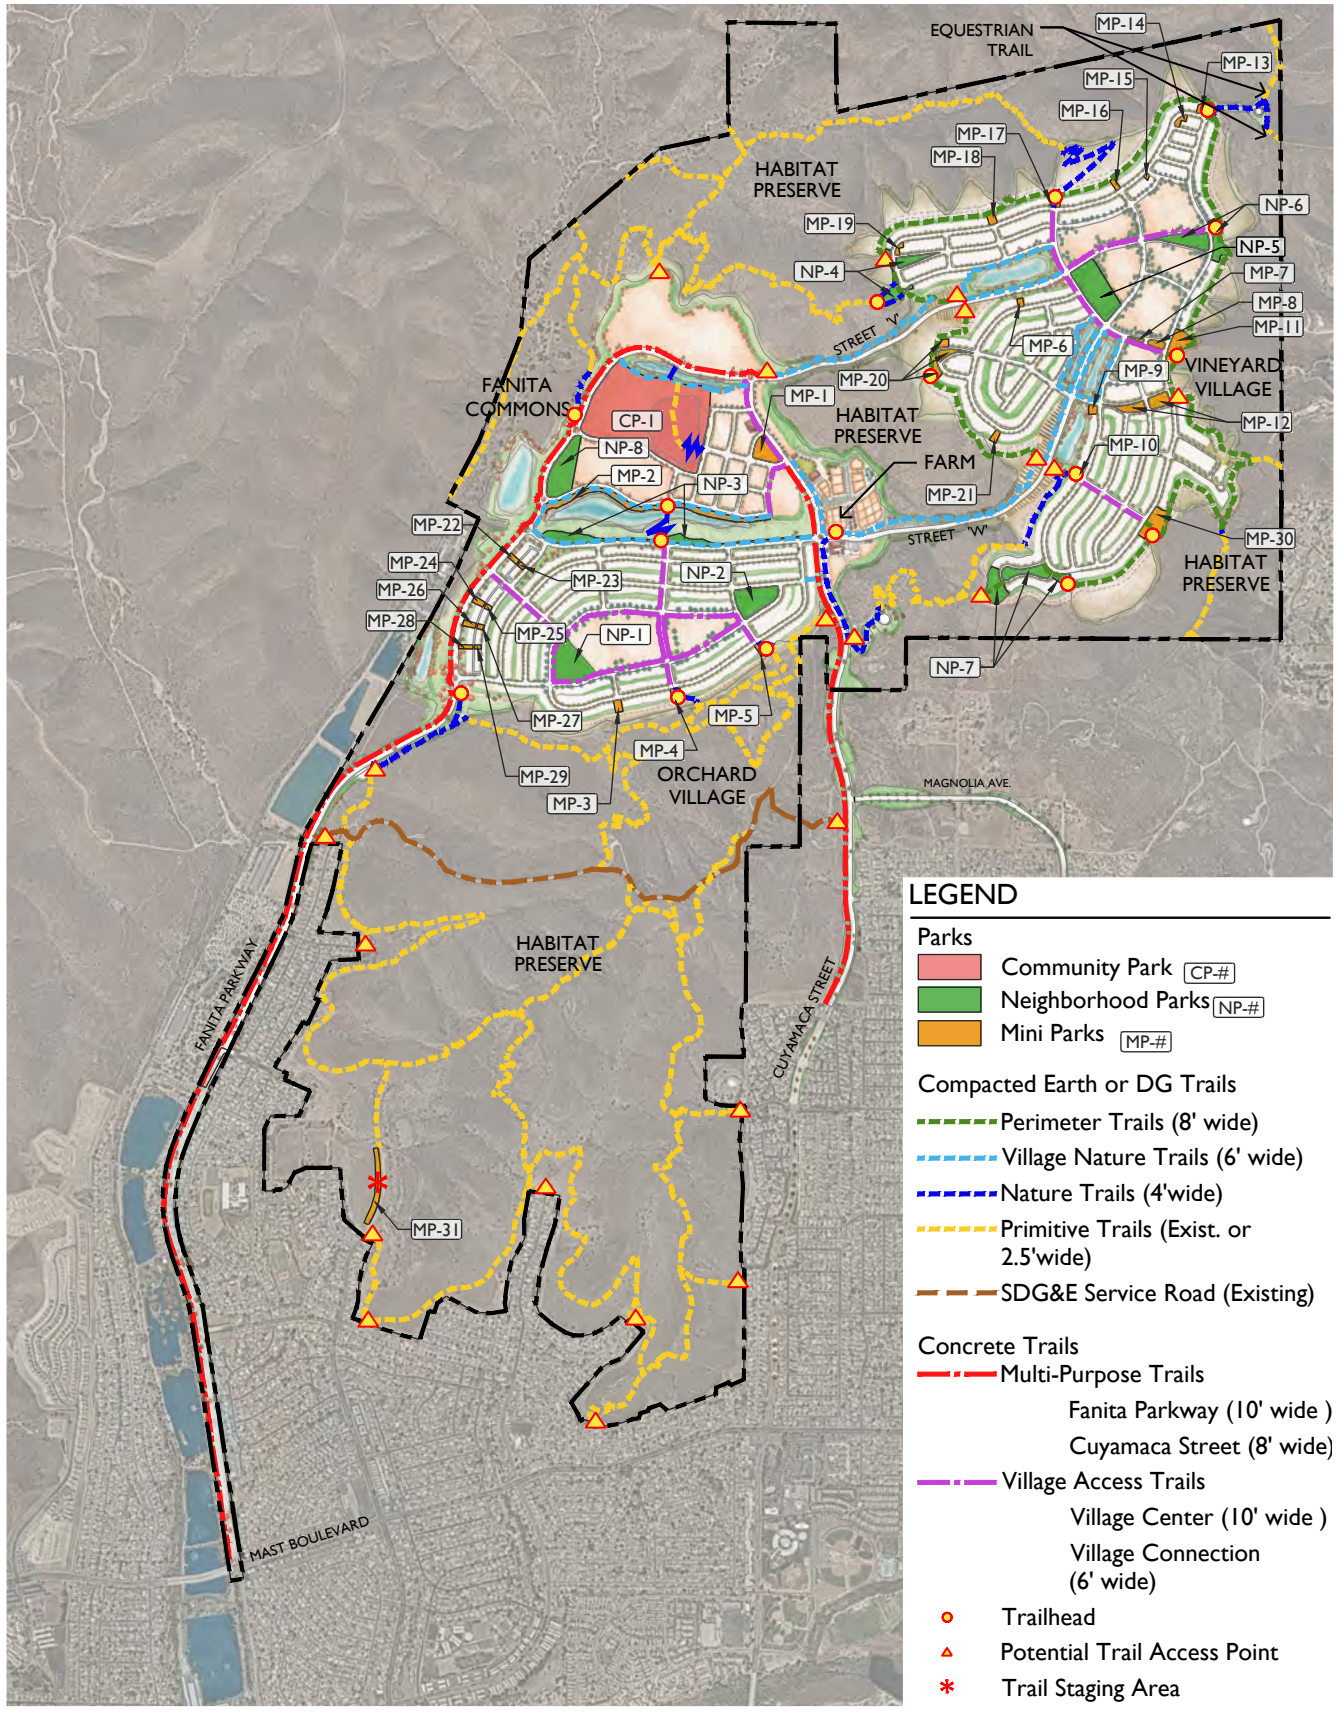 EQUESTRIAN
TRAIL
MP-14
MP-13
MP-15
MP-16
MP-17
MP-18
HABITAT
PRESERVE
MP-19
NP-6
NP-5
NP-4
MP-7
MP-8
MP-11
STREET 'V'
MP-6
VINEYARD
VILLAGE
MP-9
MP-20
FANITA
COMMONS
MP-1
HABITAT
PRESERVE
CP-1
MP-12
NP-8
MP-10
MP-2
NP-3
FARM
MP-21
MP-22
STREET 'W'
MP-30
MP-24
MP-23
NP-2
HABITAT
PRESERVE
MP-26
MP-28
MP-25
NP-1
NP-7
MP-27
MP-5
MP-4
MP-29
MP-3
ORCHARD
VILLAGE
MAGNOLIA AVE.
HABITAT
PRESERVE
FANITA PARKWAY
CUYAMACA STREET
MP-31
MAST BOULEVARD
LEGEND
Parks
Community Park CP-#
Neighborhood Parks NP-#
Mini Parks MP-#
Compacted Earth or DG Trails
Perimeter Trails (8' wide)
Village Nature Trails (6' wide)
Nature Trails (4'wide)
Primitive Trails (Exist. or
2.5'wide)
SDG&E Service Road (Existing)
Concrete Trails
Multi-Purpose Trails
Fanita Parkway (10' wide )
Cuyamaca Street (8' wide)
Village Access Trails
Village Center (10' wide )
Village Connection
(6' wide)
Trailhead
Potential Trail Access Point
Trail Staging Area